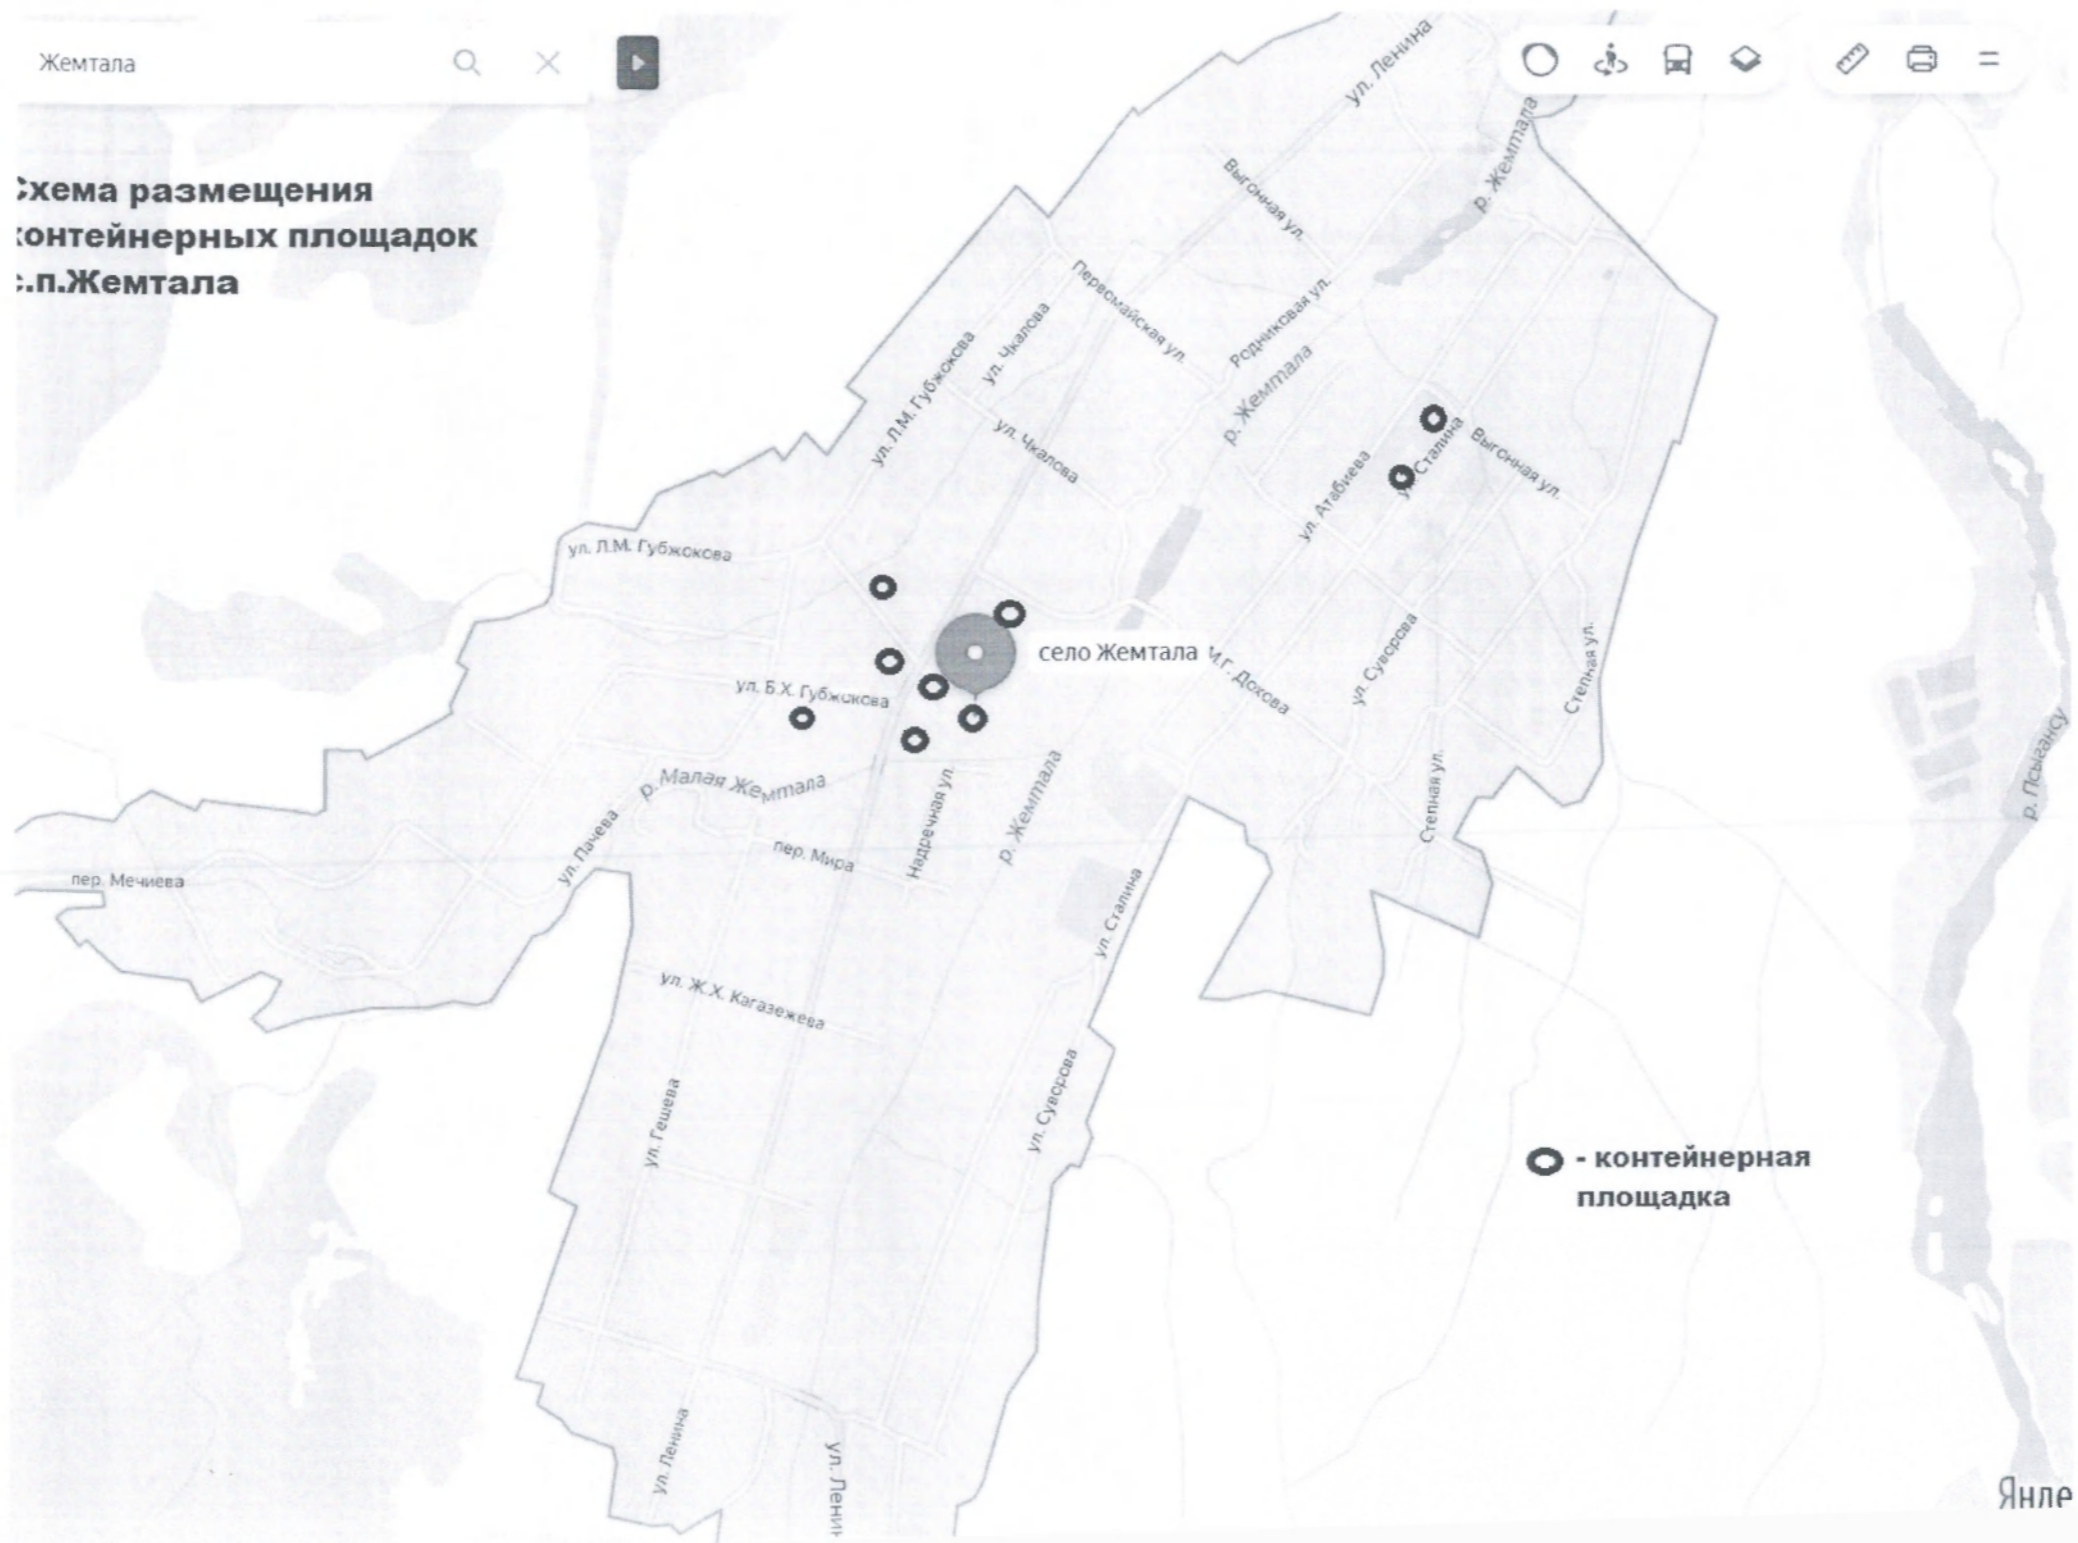 Жемтала
Схема размещения
контейнерных площадок
с.п.Жемтала
ул. Ленина
р. Жемтала
Выгонная ул.
Первомайская ул.
Родниковая ул.
ул. Чкалова
ул. Л.М. Губжокова
р. Жемтала
ул. Чкалова
ул. Сталина
Выгонная ул.
ул. Атабиева
ул. Л.М. Губжокова
село Жемтала
М.Г. Докова
ул. Суворова
Степная ул.
ул. Б.Х. Губжокова
р. Псыгансу
р. Малая Жемтала
Надречная ул.
р. Жемтала
Степная ул.
ул. Пачева
пер. Мира
пер. Мечиева
ул. Сталина
ул. Ж.Х. Кагазежева
ул. Гешева
ул. Суворова
- контейнерная
площадка
ул. Ленина
ул. Ленин
Янде